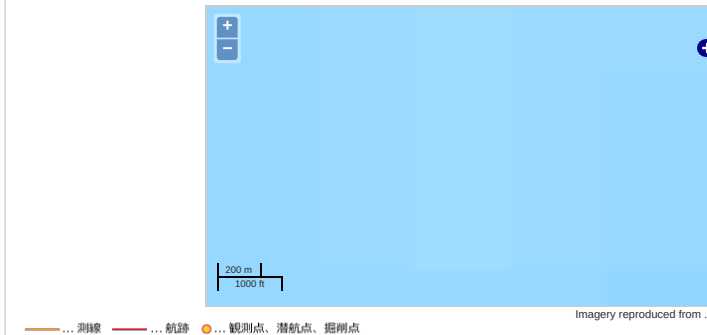 +
−
200 m
1000 ft
Imagery reproduced from .
... 測線 ... 航跡 ... 観測点、潜航点、掘削点